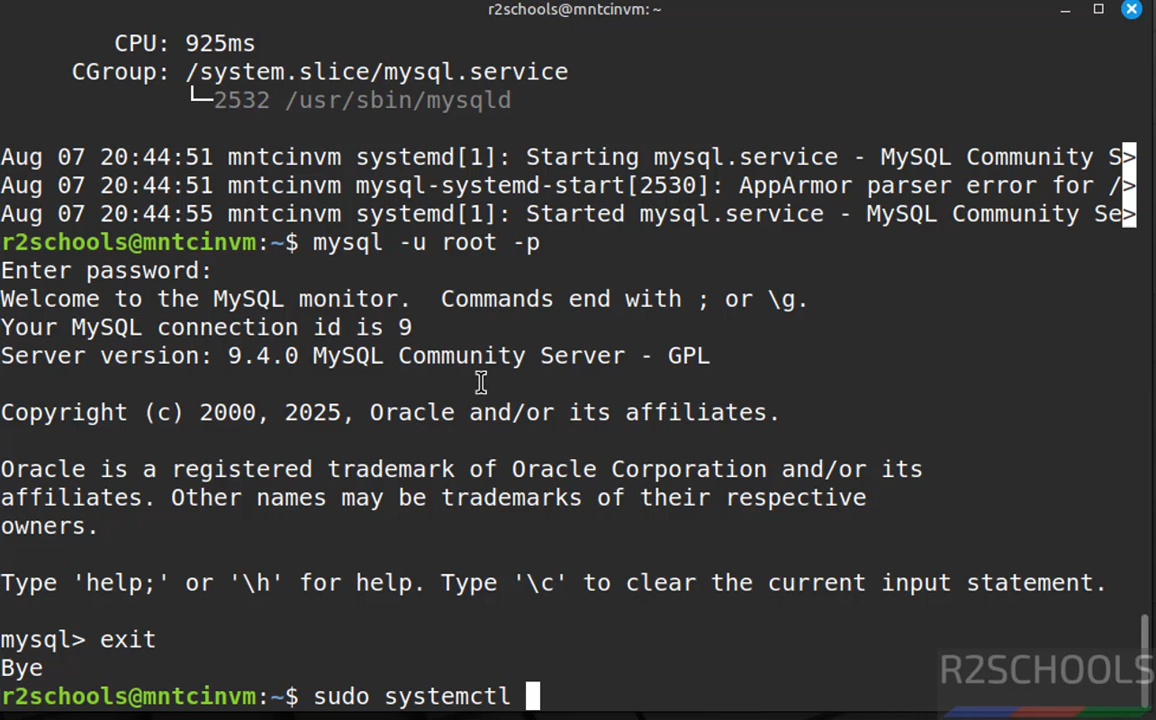 r2schools@mntcinvm:~
CPU: 925ms
CGroup: /system.slice/mysql.service
└─2532 /usr/sbin/mysqld
Aug 07 20:44:51 mntcinvm systemd[1]: Starting mysql.service - MySQL Community S>
Aug 07 20:44:51 mntcinvm mysql-systemd-start[2530]: AppArmor parser error for />
Aug 07 20:44:55 mntcinvm systemd[1]: Started mysql.service - MySQL Community Se>
r2schools@mntcinvm:~$ mysql -u root -p
Enter password:
Welcome to the MySQL monitor.  Commands end with ; or \g.
Your MySQL connection id is 9
Server version: 9.4.0 MySQL Community Server - GPL
Copyright (c) 2000, 2025, Oracle and/or its affiliates.
Oracle is a registered trademark of Oracle Corporation and/or its
affiliates. Other names may be trademarks of their respective
owners.
Type 'help;' or '\h' for help. Type '\c' to clear the current input statement.
mysql> exit
Bye
r2schools@mntcinvm:~$ sudo systemctl
R2SCHOOLS